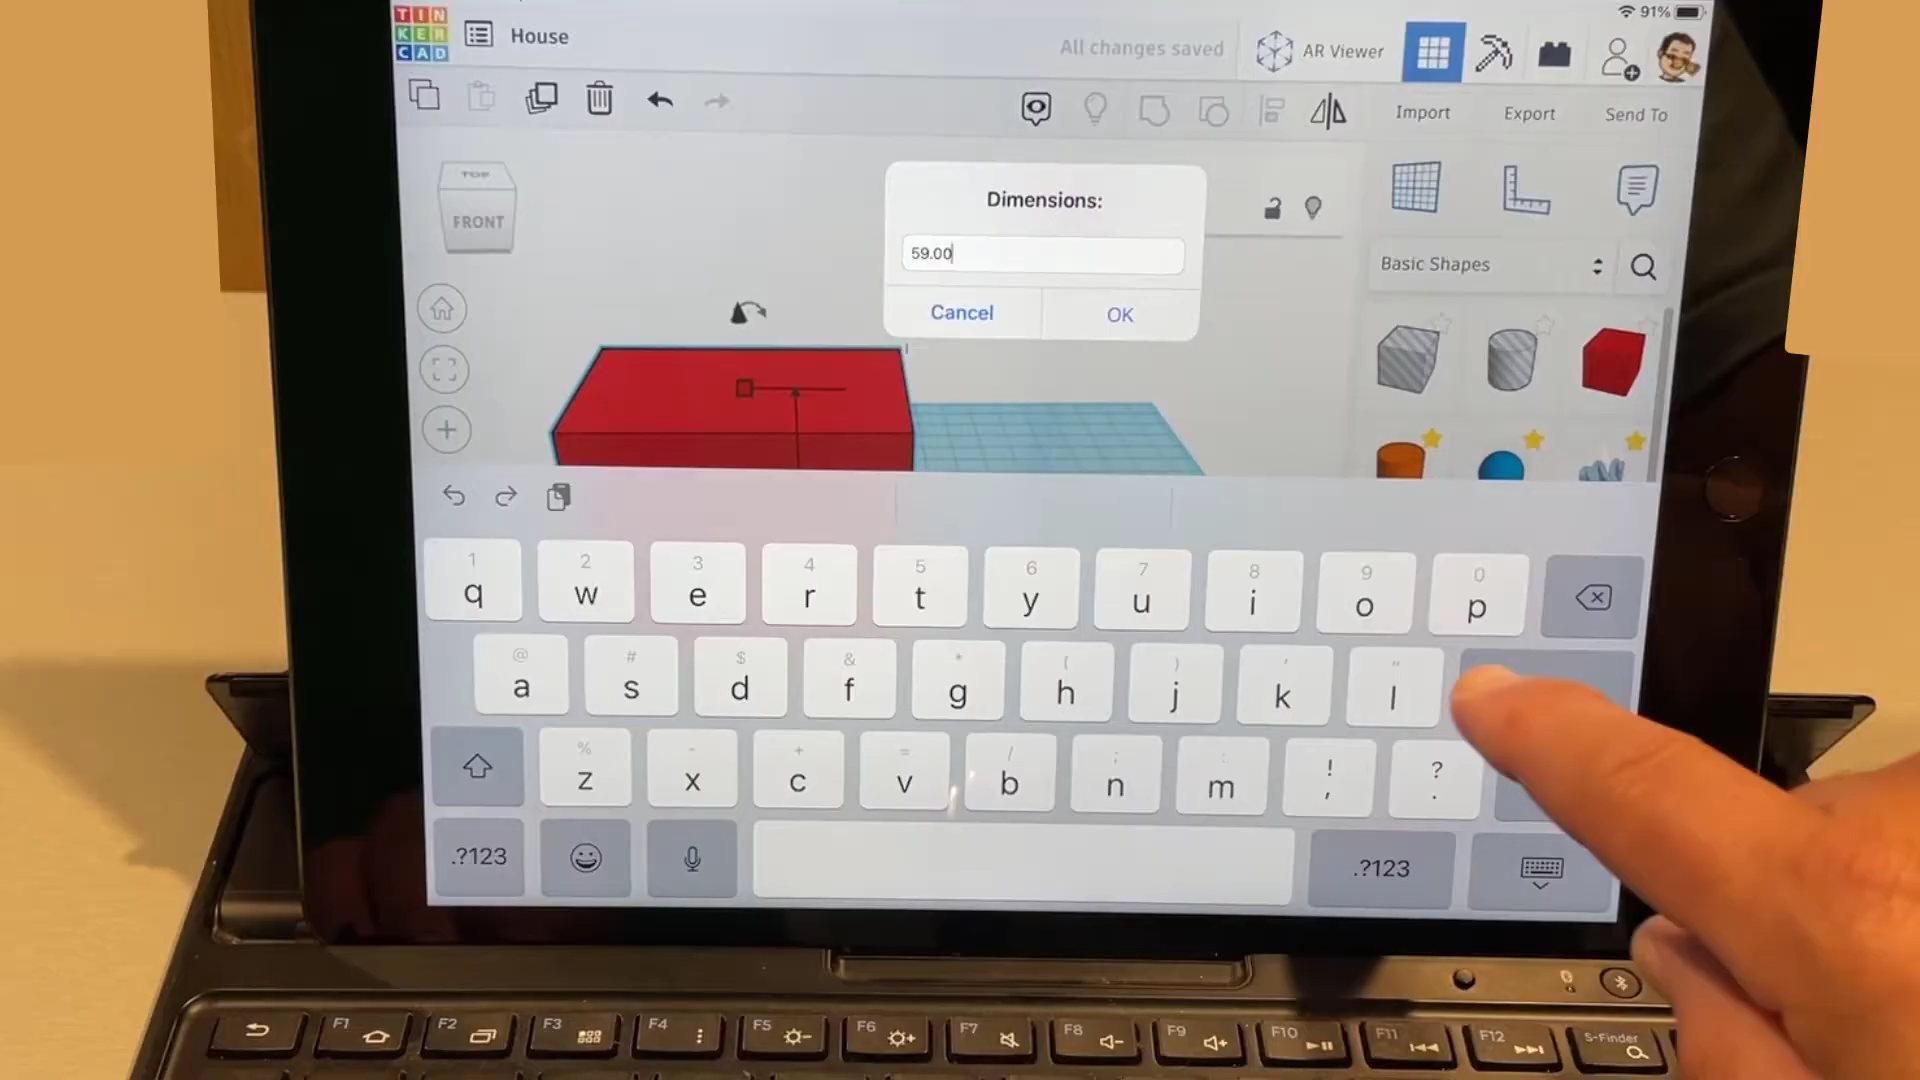 TIN
KER
CAD
House
All changes saved
AR Viewer
91%
Import
Export
Send To
TOP
FRONT
Dimensions:
59.00
Cancel
OK
Basic Shapes
1 2 3 4 5 6 7 8 9 0
q w e r t y u i o p
@ # $ & * ( ) ' "
a s d f g h j k l
% - + = / ; : ! ?
z x c v b n m , .
.?123
.?123
F1 F2 F3 F4 F5 F6 F7 F8 F9 F10 F11 F12 S-Finder